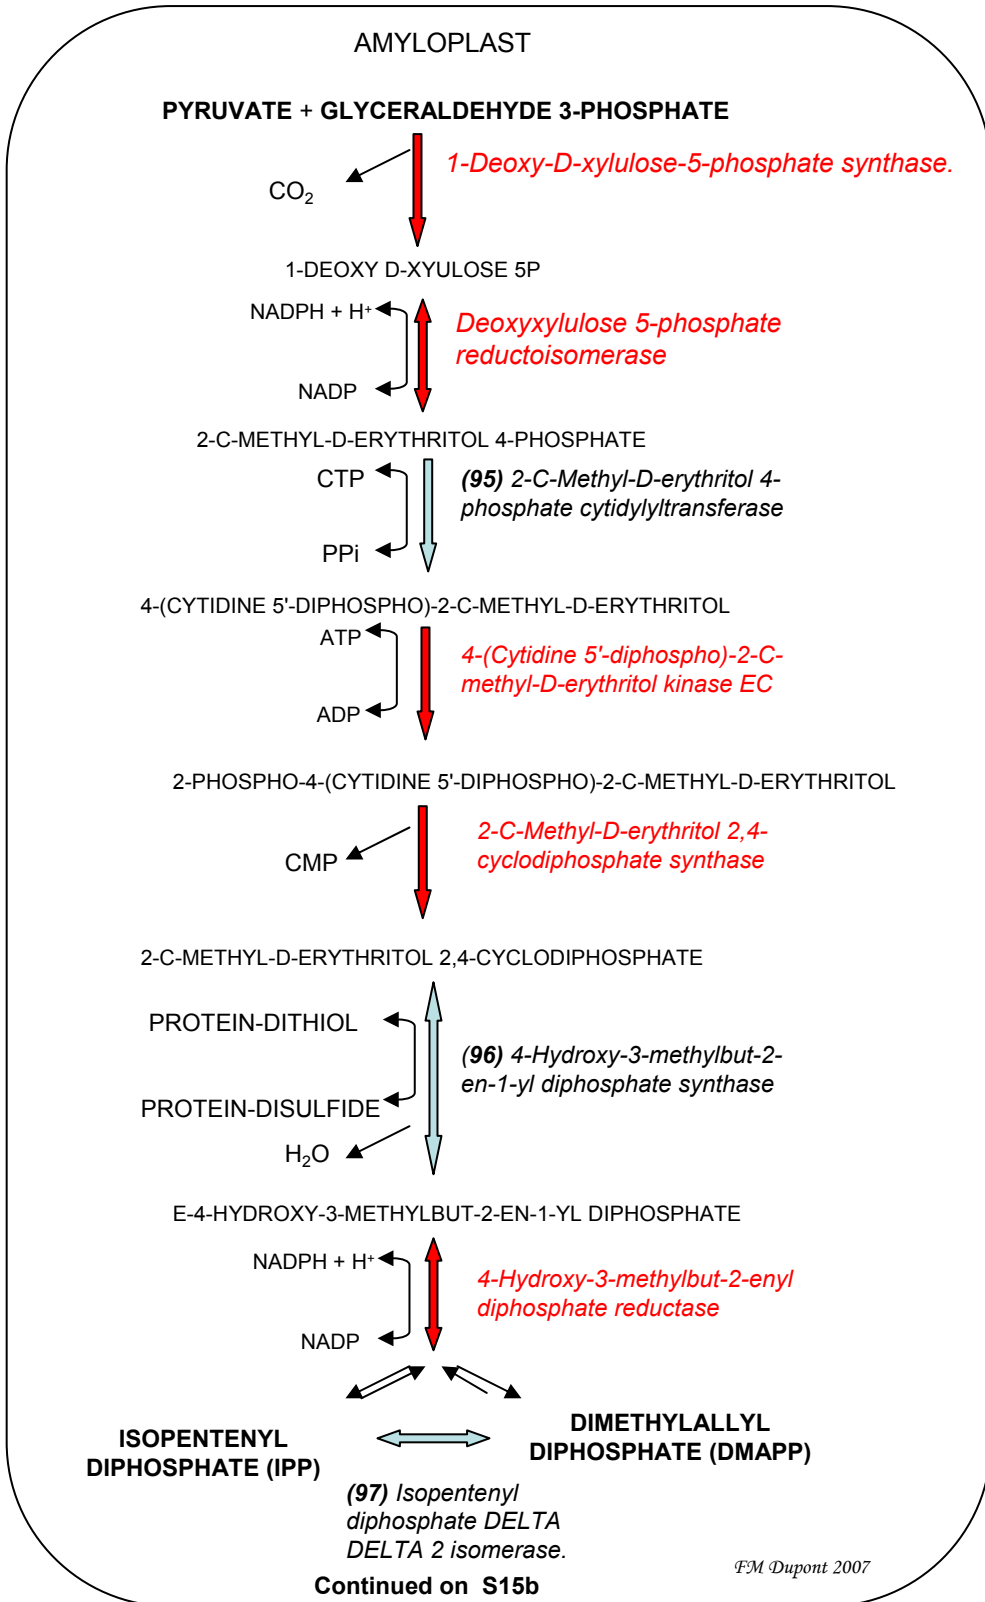 AMYLOPLAST
PYRUVATE + GLYCERALDEHYDE 3-PHOSPHATE
1-Deoxy-D-xylulose-5-phosphate synthase.
CO₂
1-DEOXY D-XYULOSE 5P
NADPH + H⁺
Deoxyxylulose 5-phosphate
reductoisomerase
NADP
2-C-METHYL-D-ERYTHRITOL 4-PHOSPHATE
CTP
(95) 2-C-Methyl-D-erythritol 4-
phosphate cytidylyltransferase
PPi
4-(CYTIDINE 5'-DIPHOSPHO)-2-C-METHYL-D-ERYTHRITOL
ATP
4-(Cytidine 5'-diphospho)-2-C-
methyl-D-erythritol kinase EC
ADP
2-PHOSPHO-4-(CYTIDINE 5'-DIPHOSPHO)-2-C-METHYL-D-ERYTHRITOL
2-C-Methyl-D-erythritol 2,4-
cyclodiphosphate synthase
CMP
2-C-METHYL-D-ERYTHRITOL 2,4-CYCLODIPHOSPHATE
PROTEIN-DITHIOL
(96) 4-Hydroxy-3-methylbut-2-
en-1-yl diphosphate synthase
PROTEIN-DISULFIDE
H₂O
E-4-HYDROXY-3-METHYLBUT-2-EN-1-YL DIPHOSPHATE
NADPH + H⁺
4-Hydroxy-3-methylbut-2-enyl
diphosphate reductase
NADP
ISOPENTENYL
DIPHOSPHATE (IPP)
DIMETHYLALLYL
DIPHOSPHATE (DMAPP)
(97) Isopentenyl
diphosphate DELTA
DELTA 2 isomerase.
FM Dupont 2007
Continued on S15b